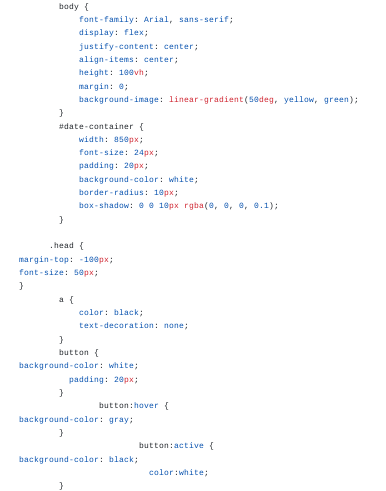 body {
font-family: Arial, sans-serif;
display: flex;
justify-content: center;
align-items: center;
height: 100vh;
margin: 0;
background-image: linear-gradient(50deg, yellow, green);
}
#date-container {
width: 850px;
font-size: 24px;
padding: 20px;
background-color: white;
border-radius: 10px;
box-shadow: 0 0 10px rgba(0, 0, 0, 0.1);
}
.head {
margin-top: -100px;
font-size: 50px;
}
a {
color: black;
text-decoration: none;
}
button {
background-color: white;
padding: 20px;
}
button:hover {
background-color: gray;
}
button:active {
background-color: black;
color:white;
}